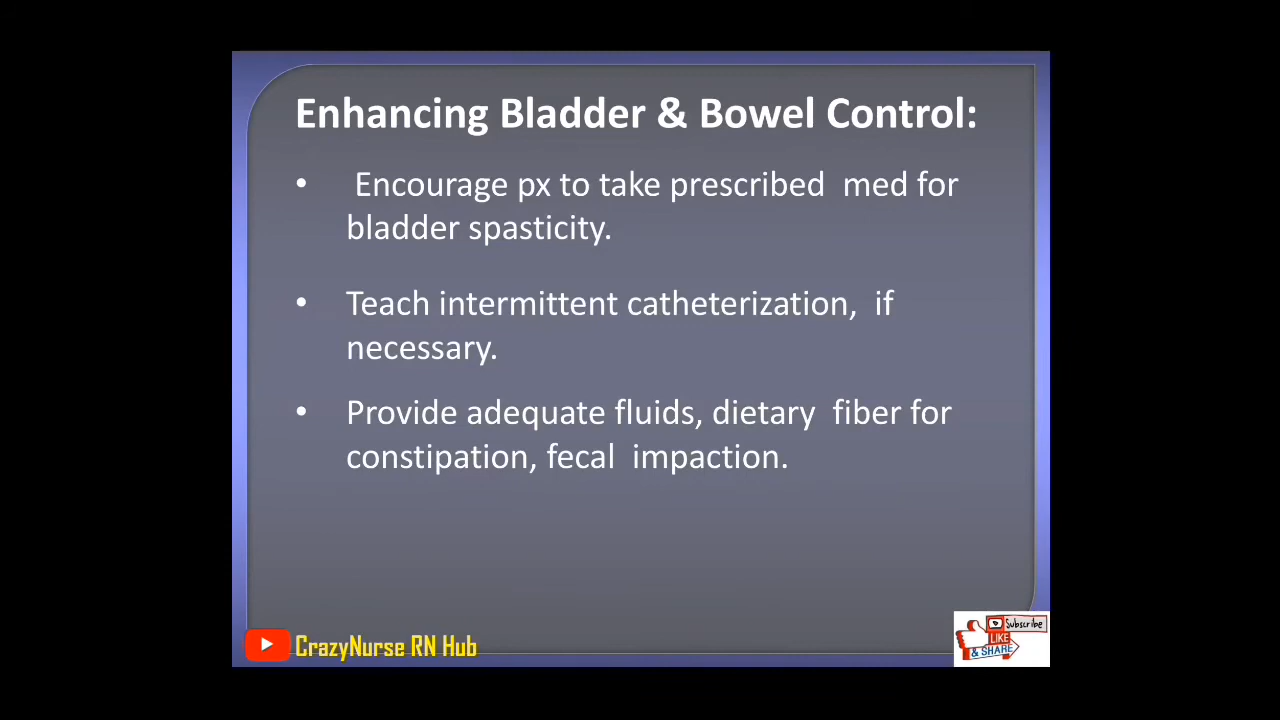 Enhancing Bladder & Bowel Control:
• Encourage px to take prescribed med for
bladder spasticity.
• Teach intermittent catheterization, if
necessary.
• Provide adequate fluids, dietary fiber for
constipation, fecal impaction.
CrazyNurse RN Hub
Subscribe
LIKE
& SHARE